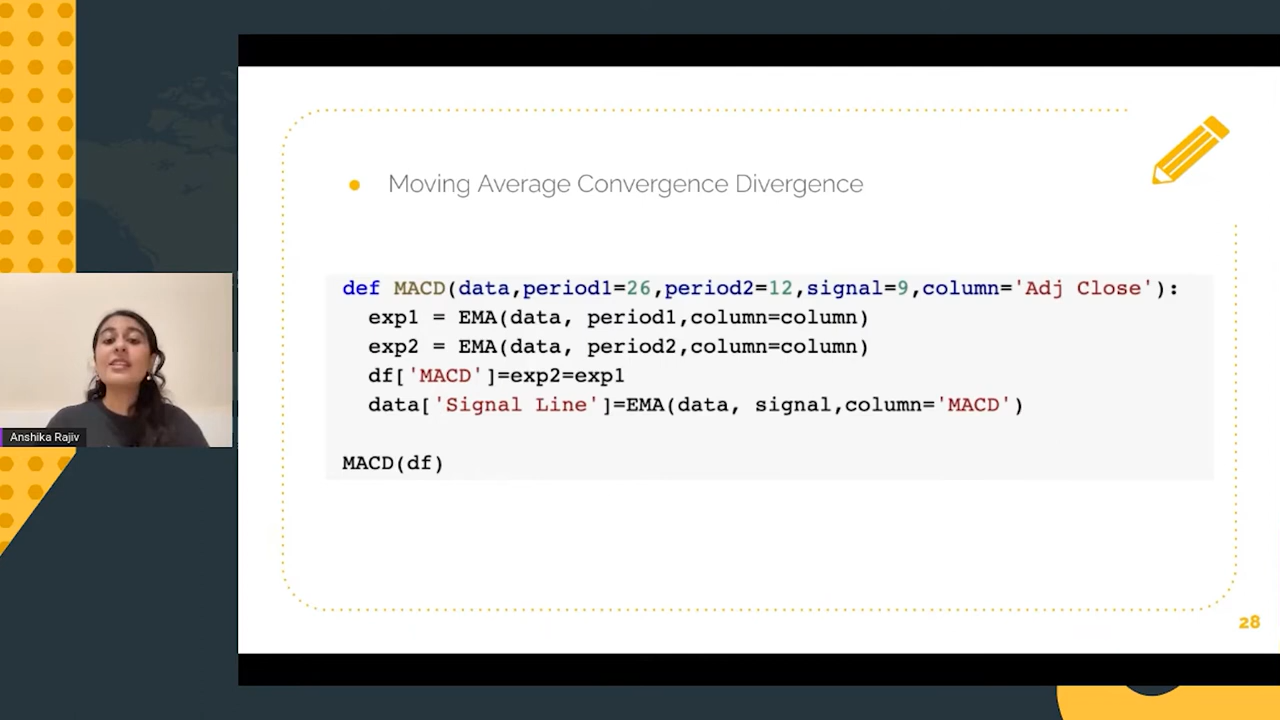 Moving Average Convergence Divergence
def MACD(data,period1=26,period2=12,signal=9,column='Adj Close'):
exp1 = EMA(data, period1,column=column)
exp2 = EMA(data, period2,column=column)
df['MACD']=exp2=exp1
data['Signal Line']=EMA(data, signal,column='MACD')
MACD(df)
Anshika Rajiv
28